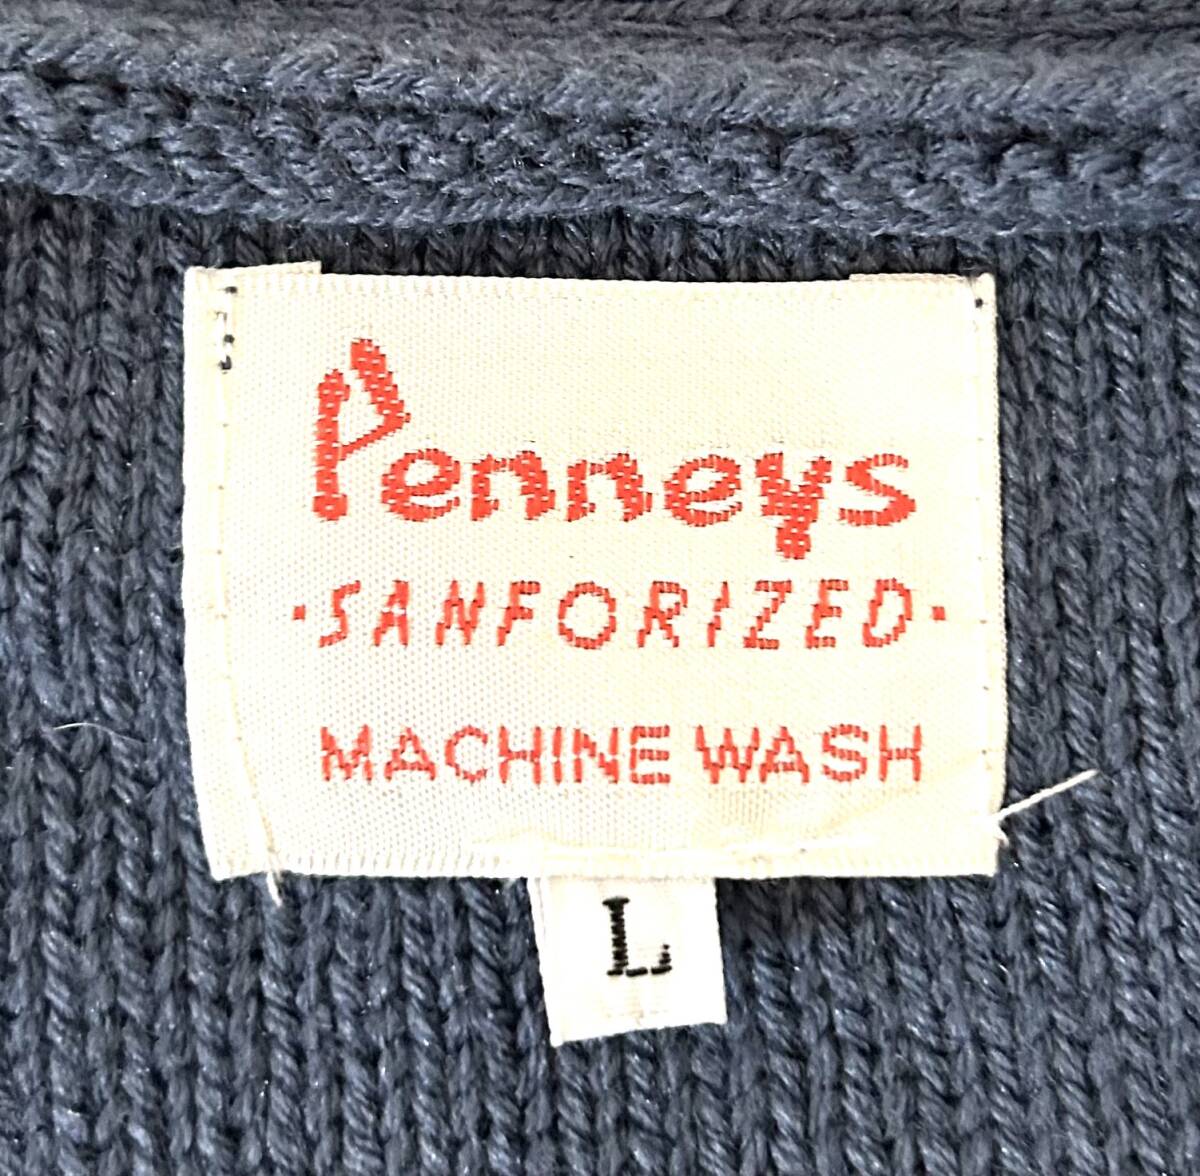 Penneys
·SANFORIZED·
MACHINE WASH
L